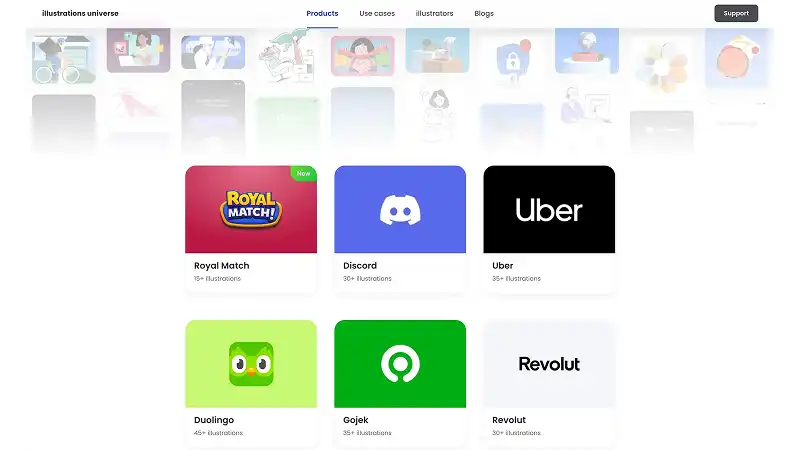 illustrations universe
Products
Use cases
illustrators
Blogs
Support
New
ROYAL
MATCH!
Uber
Royal Match
15+ illustrations
Discord
30+ illustrations
Uber
35+ illustrations
Revolut
Duolingo
45+ illustrations
Gojek
35+ illustrations
Revolut
30+ illustrations